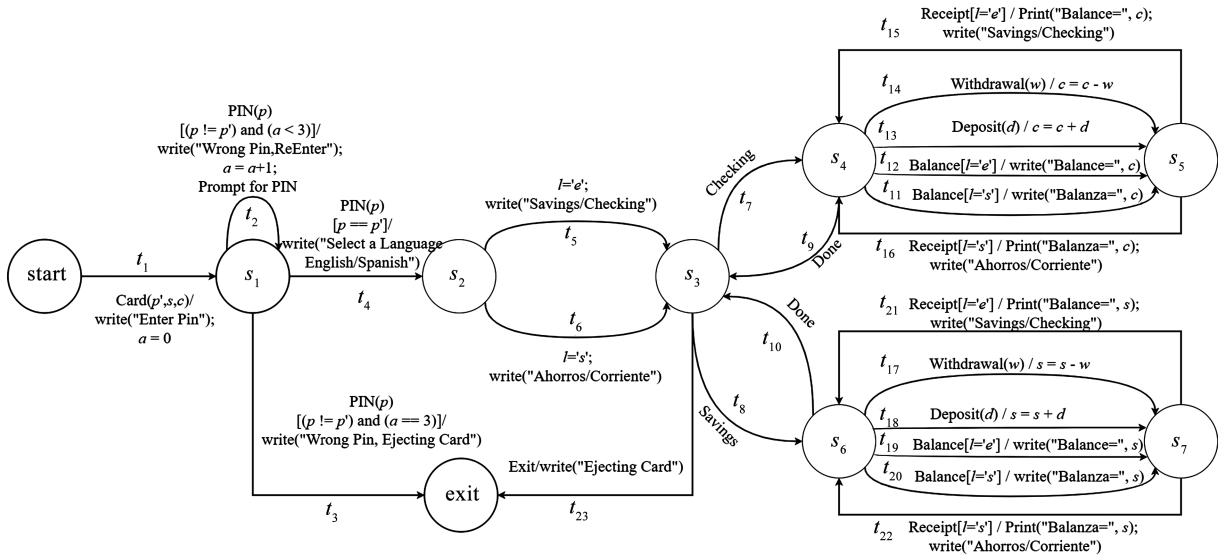 t15 Receipt[l='e'] / Print("Balance=", c);
write("Savings/Checking")
t14 Withdrawal(w) / c = c - w
t13 Deposit(d) / c = c + d
t12 Balance[l='e'] / write("Balance=", c)
t11 Balance[l='s'] / write("Balanza=", c)
s4
s5
t16 Receipt[l='s'] / Print("Balanza=", c);
write("Ahorros/Corriente")
PIN(p)
[(p != p') and (a < 3)]/
write("Wrong Pin,ReEnter");
a = a+1;
Prompt for PIN
t2
PIN(p)
[p == p']/
write("Select a Language
English/Spanish")
t4
l='e';
write("Savings/Checking")
t5
Checking
t7
t9
Done
start
t1
Card(p',s,c)/
write("Enter Pin");
a = 0
s1
s2
s3
t6
l='s';
write("Ahorros/Corriente")
Done
t10
t8
Savings
PIN(p)
[(p != p') and (a == 3)]/
write("Wrong Pin, Ejecting Card")
t3
exit
Exit/write("Ejecting Card")
t23
t21 Receipt[l='e'] / Print("Balance=", s);
write("Savings/Checking")
t17 Withdrawal(w) / s = s - w
t18 Deposit(d) / s = s + d
t19 Balance[l='e'] / write("Balance=", s)
t20 Balance[l='s'] / write("Balanza=", s)
s6
s7
t22 Receipt[l='s'] / Print("Balanza=", s);
write("Ahorros/Corriente")